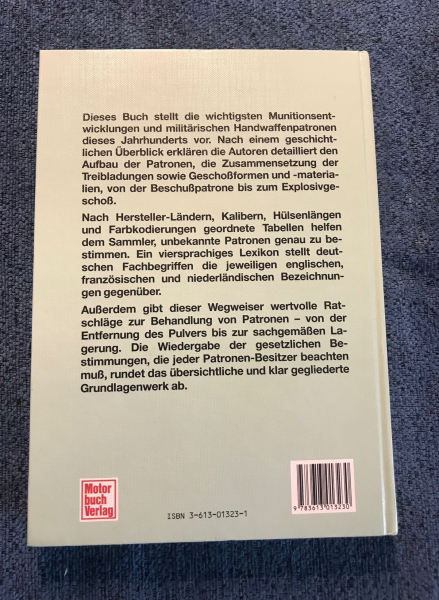 Dieses Buch stellt die wichtigsten Munitionsent-
wicklungen und militärischen Handwaffenpatronen
dieses Jahrhunderts vor. Nach einem geschicht-
lichen Überblick erklären die Autoren detailliert den
Aufbau der Patronen, die Zusammensetzung der
Treibladungen sowie Geschoßformen und -materia-
lien, von der Beschußpatrone bis zum Explosivge-
schoß.
Nach Hersteller-Ländern, Kalibern, Hülsenlängen
und Farbkodierungen geordnete Tabellen helfen
dem Sammler, unbekannte Patronen genau zu be-
stimmen. Ein viersprachiges Lexikon stellt deut-
schen Fachbegriffen die jeweiligen englischen,
französischen und niederländischen Bezeichnun-
gen gegenüber.
Außerdem gibt dieser Wegweiser wertvolle Rat-
schläge zur Behandlung von Patronen – von der
Entfernung des Pulvers bis zur sachgemäßen La-
gerung. Die Wiedergabe der gesetzlichen Be-
stimmungen, die jeder Patronen-Besitzer beachten
muß, rundet das übersichtliche und klar gegliederte
Grundlagenwerk ab.
Motor
buch
Verlag
ISBN 3-613-01323-1
9 783613 013230